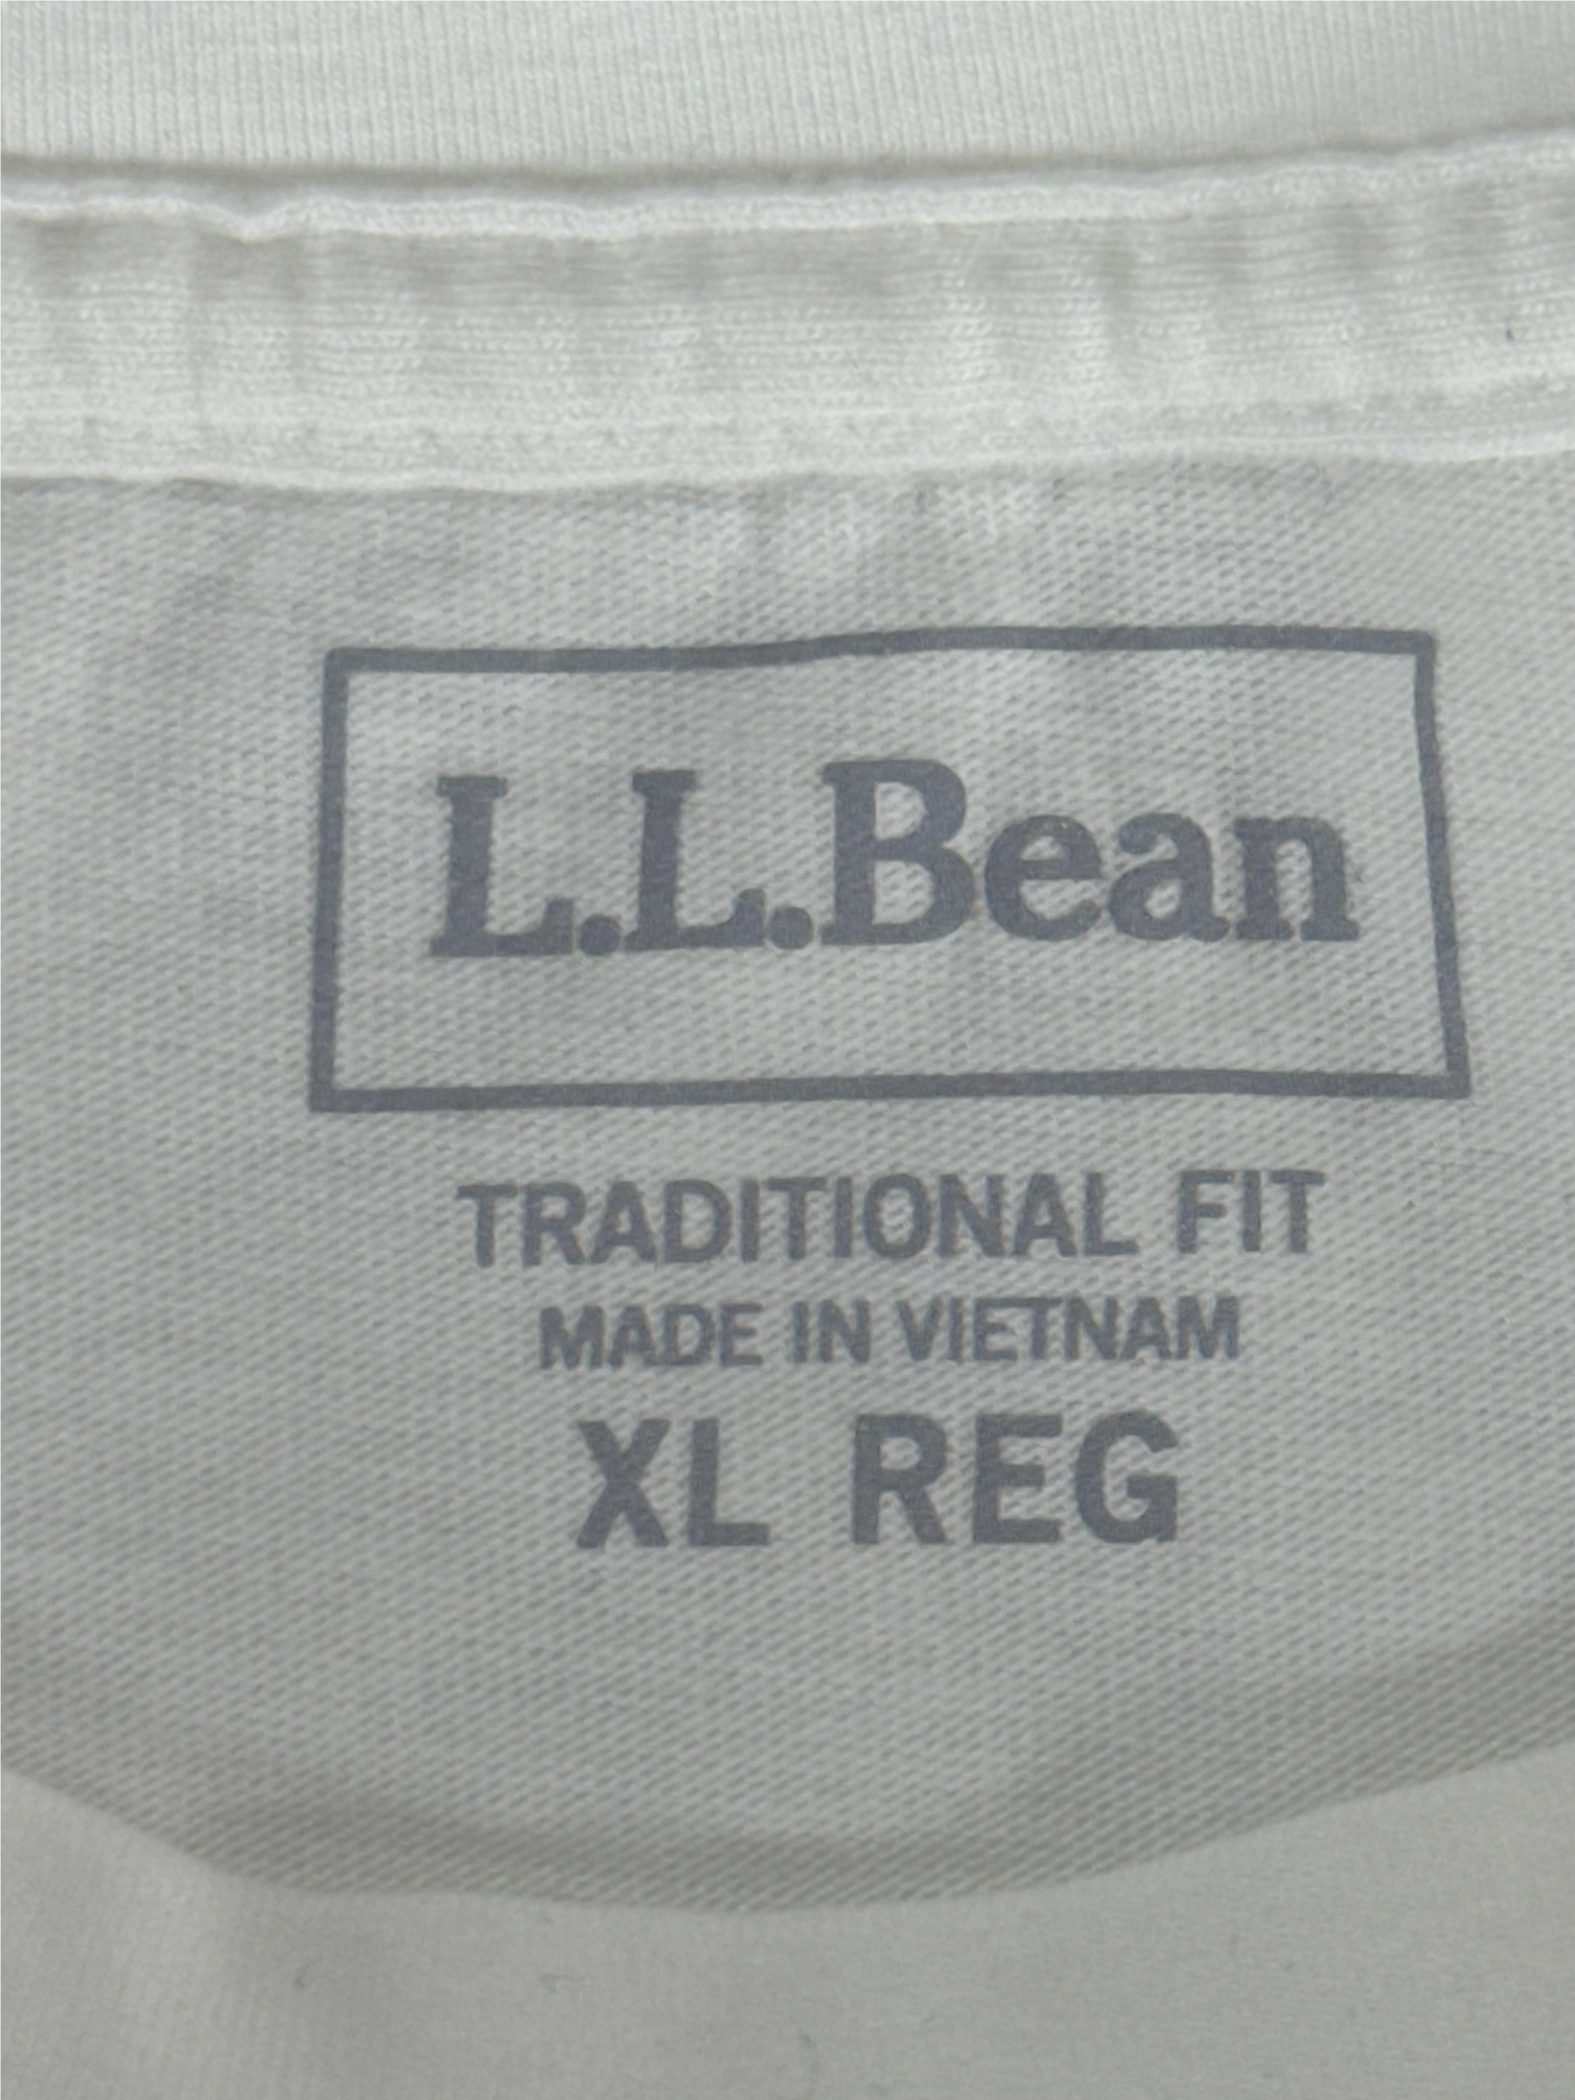 L.L.Bean
TRADITIONAL FIT
MADE IN VIETNAM
XL REG